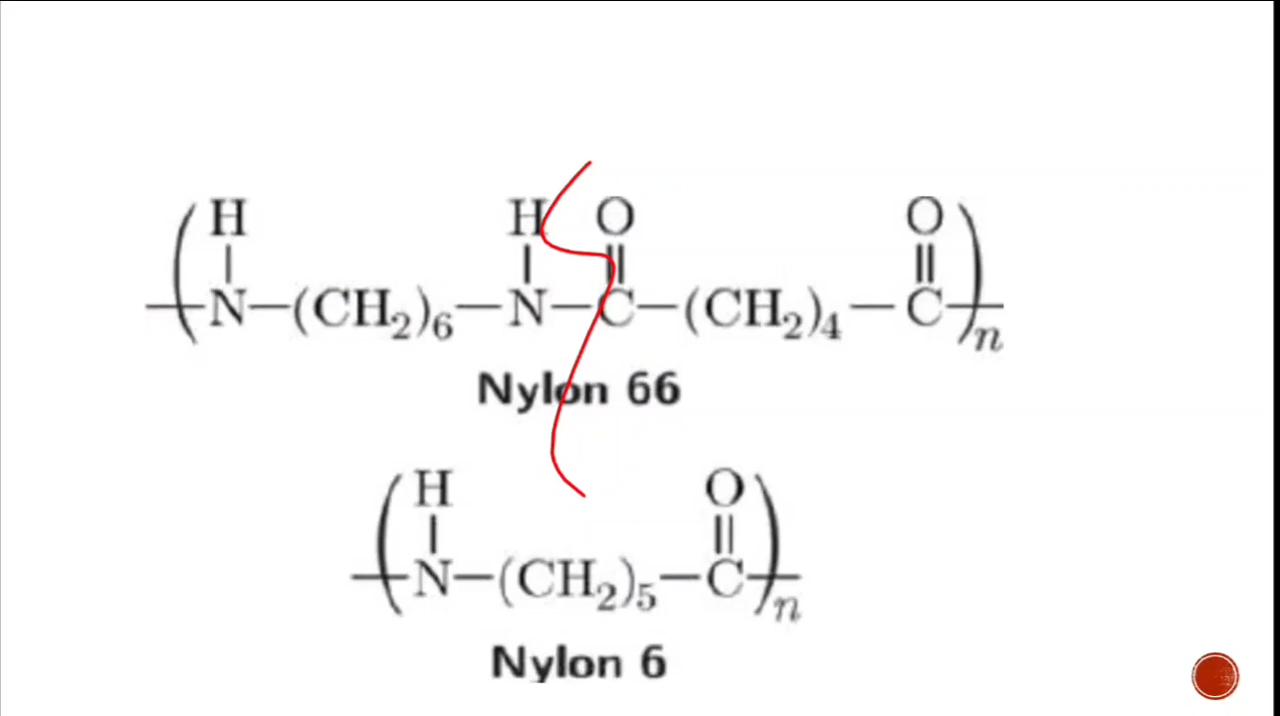 H H O O
(N—(CH₂)₆—N—C—(CH₂)₄—C)n
Nylon 66
H O
(N—(CH₂)₅—C)n
Nylon 6